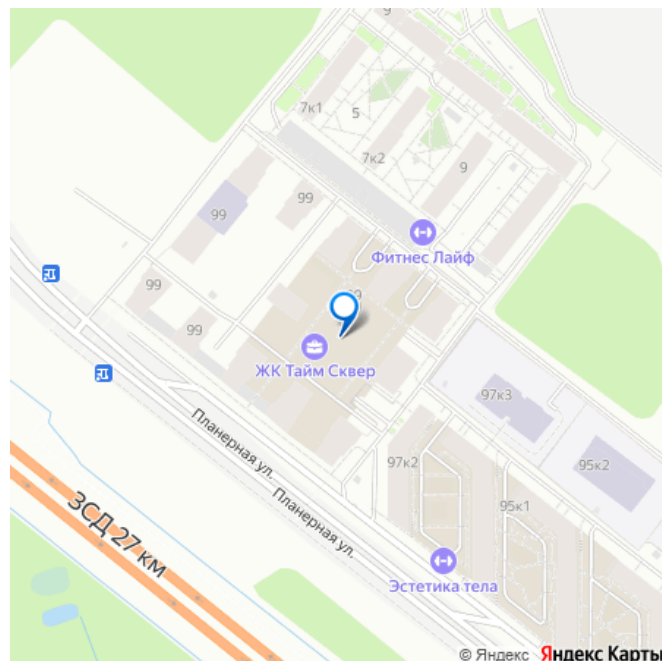 9
7к1
5
7к2
9
99
99
Фитнес Лайф
99
99
ЖК Тайм Сквер
97к3
Планерная ул.
97к2
95к2
95к1
Планерная ул.
ЗСД 27 км
Эстетика тела
© Яндекс Яндекс Карты